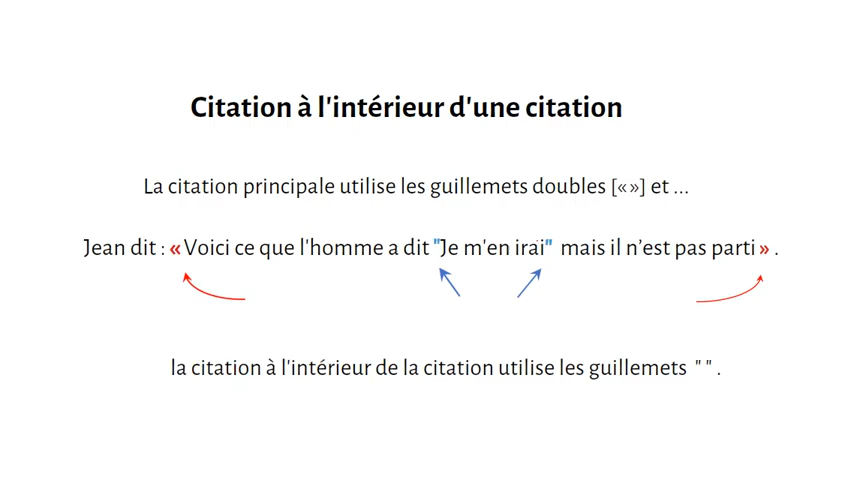 Citation à l'intérieur d'une citation
La citation principale utilise les guillemets doubles [«»] et ...
Jean dit : «Voici ce que l'homme a dit "Je m'en irai" mais il n’est pas parti» .
la citation à l'intérieur de la citation utilise les guillemets " " .